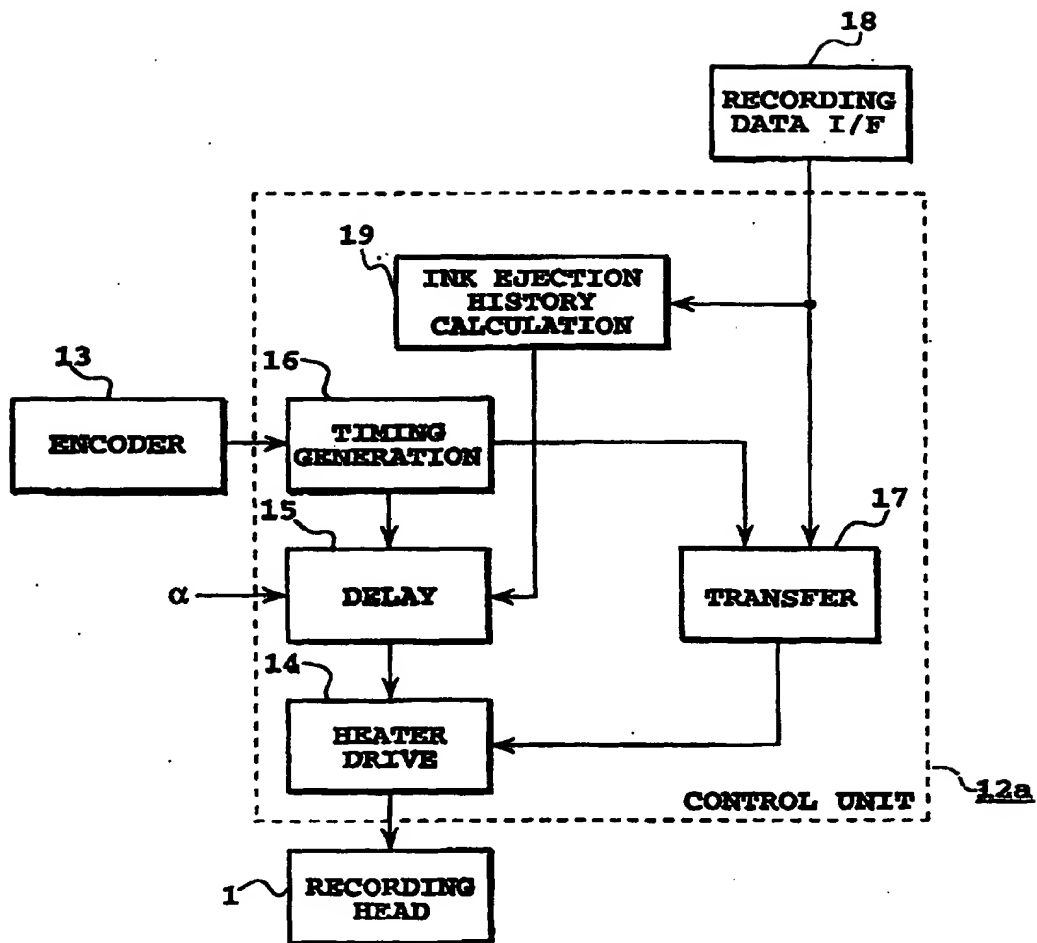 18
RECORDING
DATA I/F
19
INK EJECTION
HISTORY
CALCULATION
13
16
ENCODER
TIMING
GENERATION
15
17
α
DELAY
TRANSFER
14
HEATER
DRIVE
CONTROL UNIT
12a
1
RECORDING
HEAD